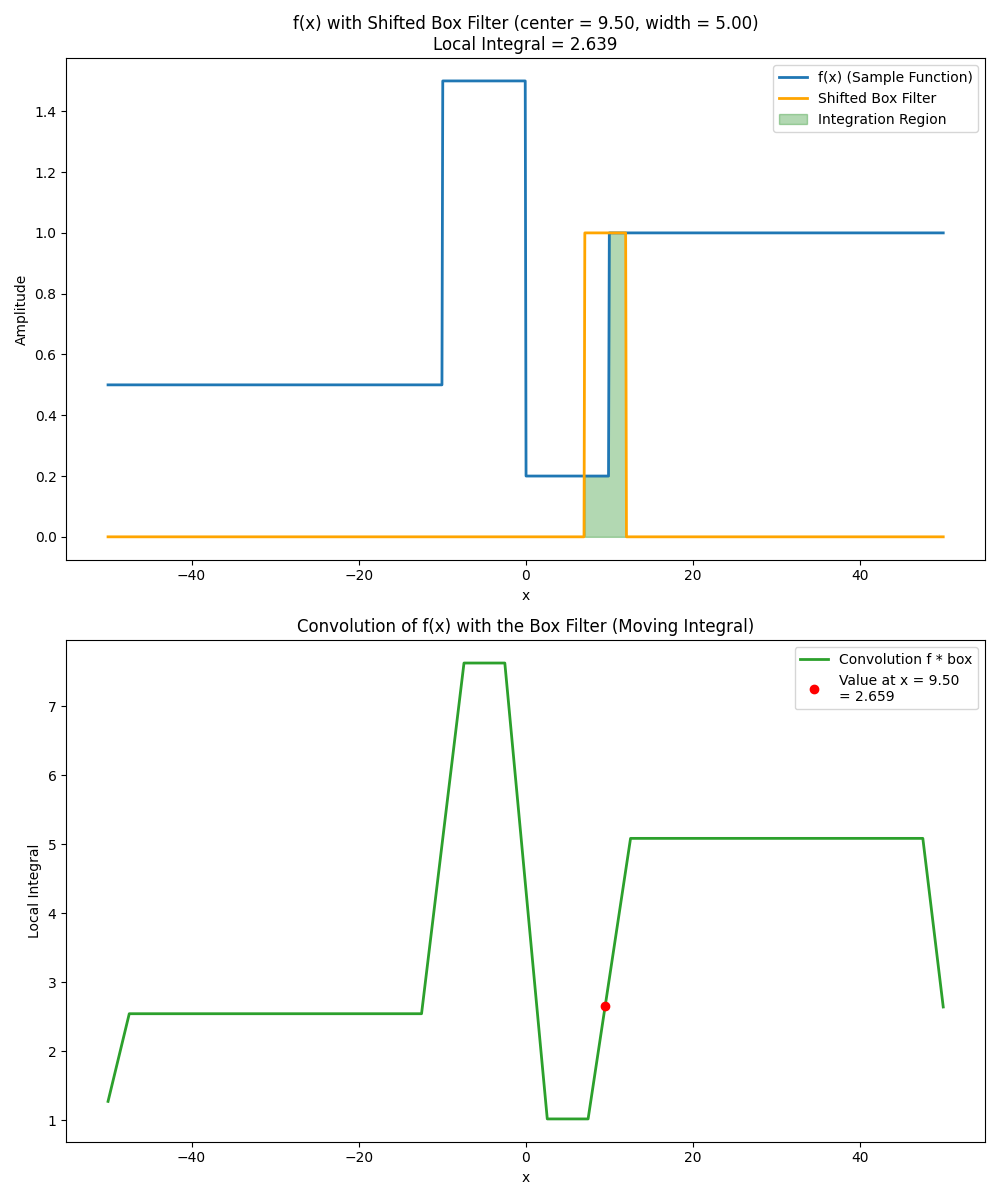 f(x) with Shifted Box Filter (center = 9.50, width = 5.00)
Local Integral = 2.639
f(x) (Sample Function)
Shifted Box Filter
Integration Region
Amplitude
1.4
1.2
1.0
0.8
0.6
0.4
0.2
0.0
−40
−20
0
20
40
x
Convolution of f(x) with the Box Filter (Moving Integral)
Convolution f * box
Value at x = 9.50
= 2.659
Local Integral
7
6
5
4
3
2
1
−40
−20
0
20
40
x